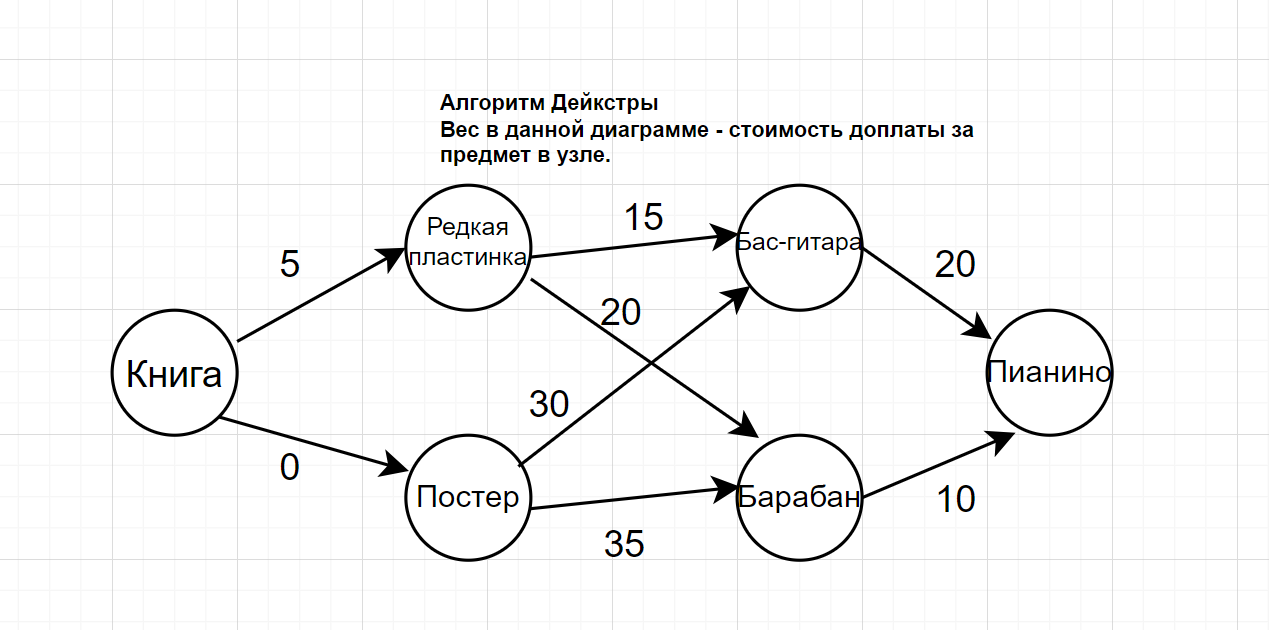 Алгоритм Дейкстры
Вес в данной диаграмме - стоимость доплаты за
предмет в узле.
Редкая
пластинка
15
Бас-гитара
5
20
20
Книга
Пианино
30
0
Постер
Барабан
10
35